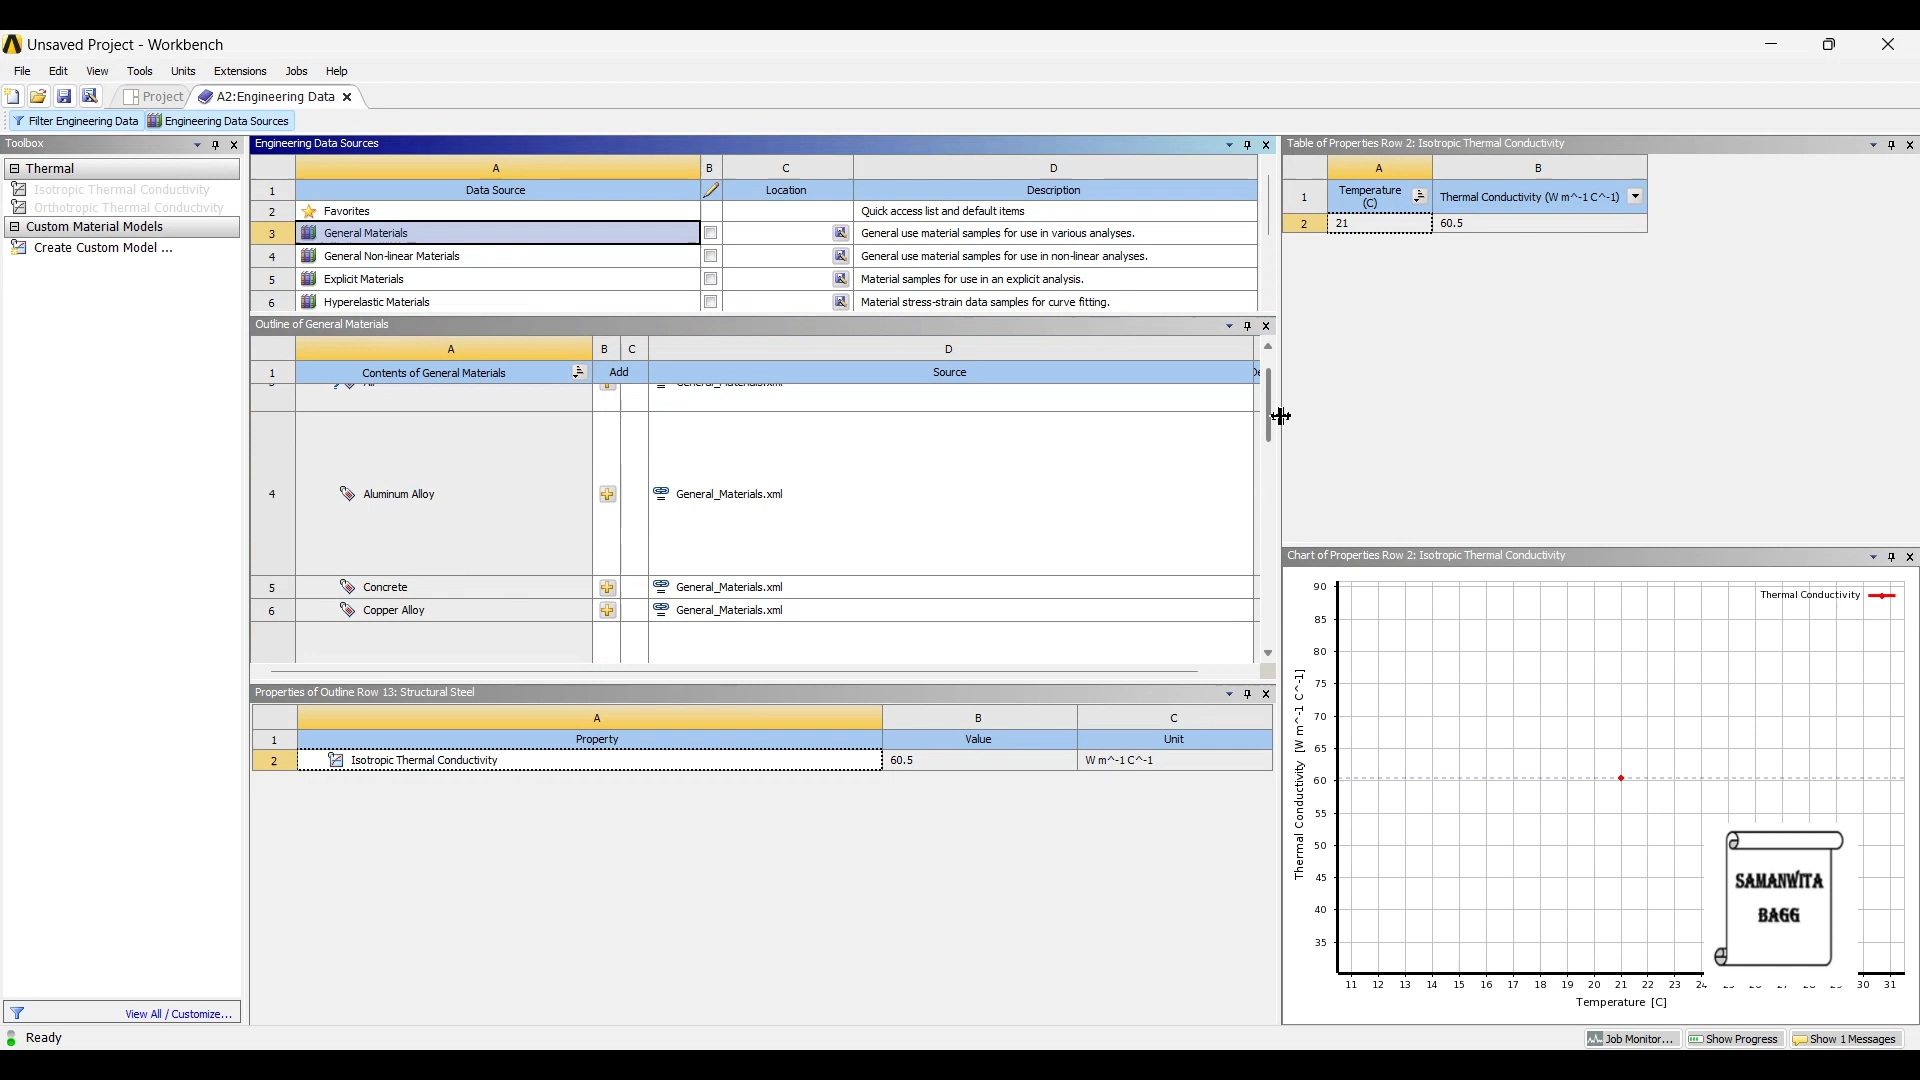 Unsaved Project - Workbench
File Edit View Tools Units Extensions Jobs Help
Project A2:Engineering Data
Filter Engineering Data Engineering Data Sources
Toolbox
Thermal
Isotropic Thermal Conductivity
Orthotropic Thermal Conductivity
Custom Material Models
Create Custom Model ...
View All / Customize...
Engineering Data Sources
A B C D
1 Data Source Location Description
2 Favorites Quick access list and default items
3 General Materials General use material samples for use in various analyses.
4 General Non-linear Materials General use material samples for use in non-linear analyses.
5 Explicit Materials Material samples for use in an explicit analysis.
6 Hyperelastic Materials Material stress-strain data samples for curve fitting.
Outline of General Materials
A B C D
1 Contents of General Materials Add Source
4 Aluminum Alloy General_Materials.xml
5 Concrete General_Materials.xml
6 Copper Alloy General_Materials.xml
Properties of Outline Row 13: Structural Steel
A B C
1 Property Value Unit
2 Isotropic Thermal Conductivity 60.5 W m^-1 C^-1
Table of Properties Row 2: Isotropic Thermal Conductivity
A B
1 Temperature (C) Thermal Conductivity (W m^-1 C^-1)
2 21 60.5
Chart of Properties Row 2: Isotropic Thermal Conductivity
Thermal Conductivity
Thermal Conductivity [W m^-1 C^-1]
90
85
80
75
70
65
60
55
50
45
40
35
11 12 13 14 15 16 17 18 19 20 21 22 23 30 31
Temperature [C]
SAMANWITA
BAGG
Ready
Job Monitor... Show Progress Show 1 Messages